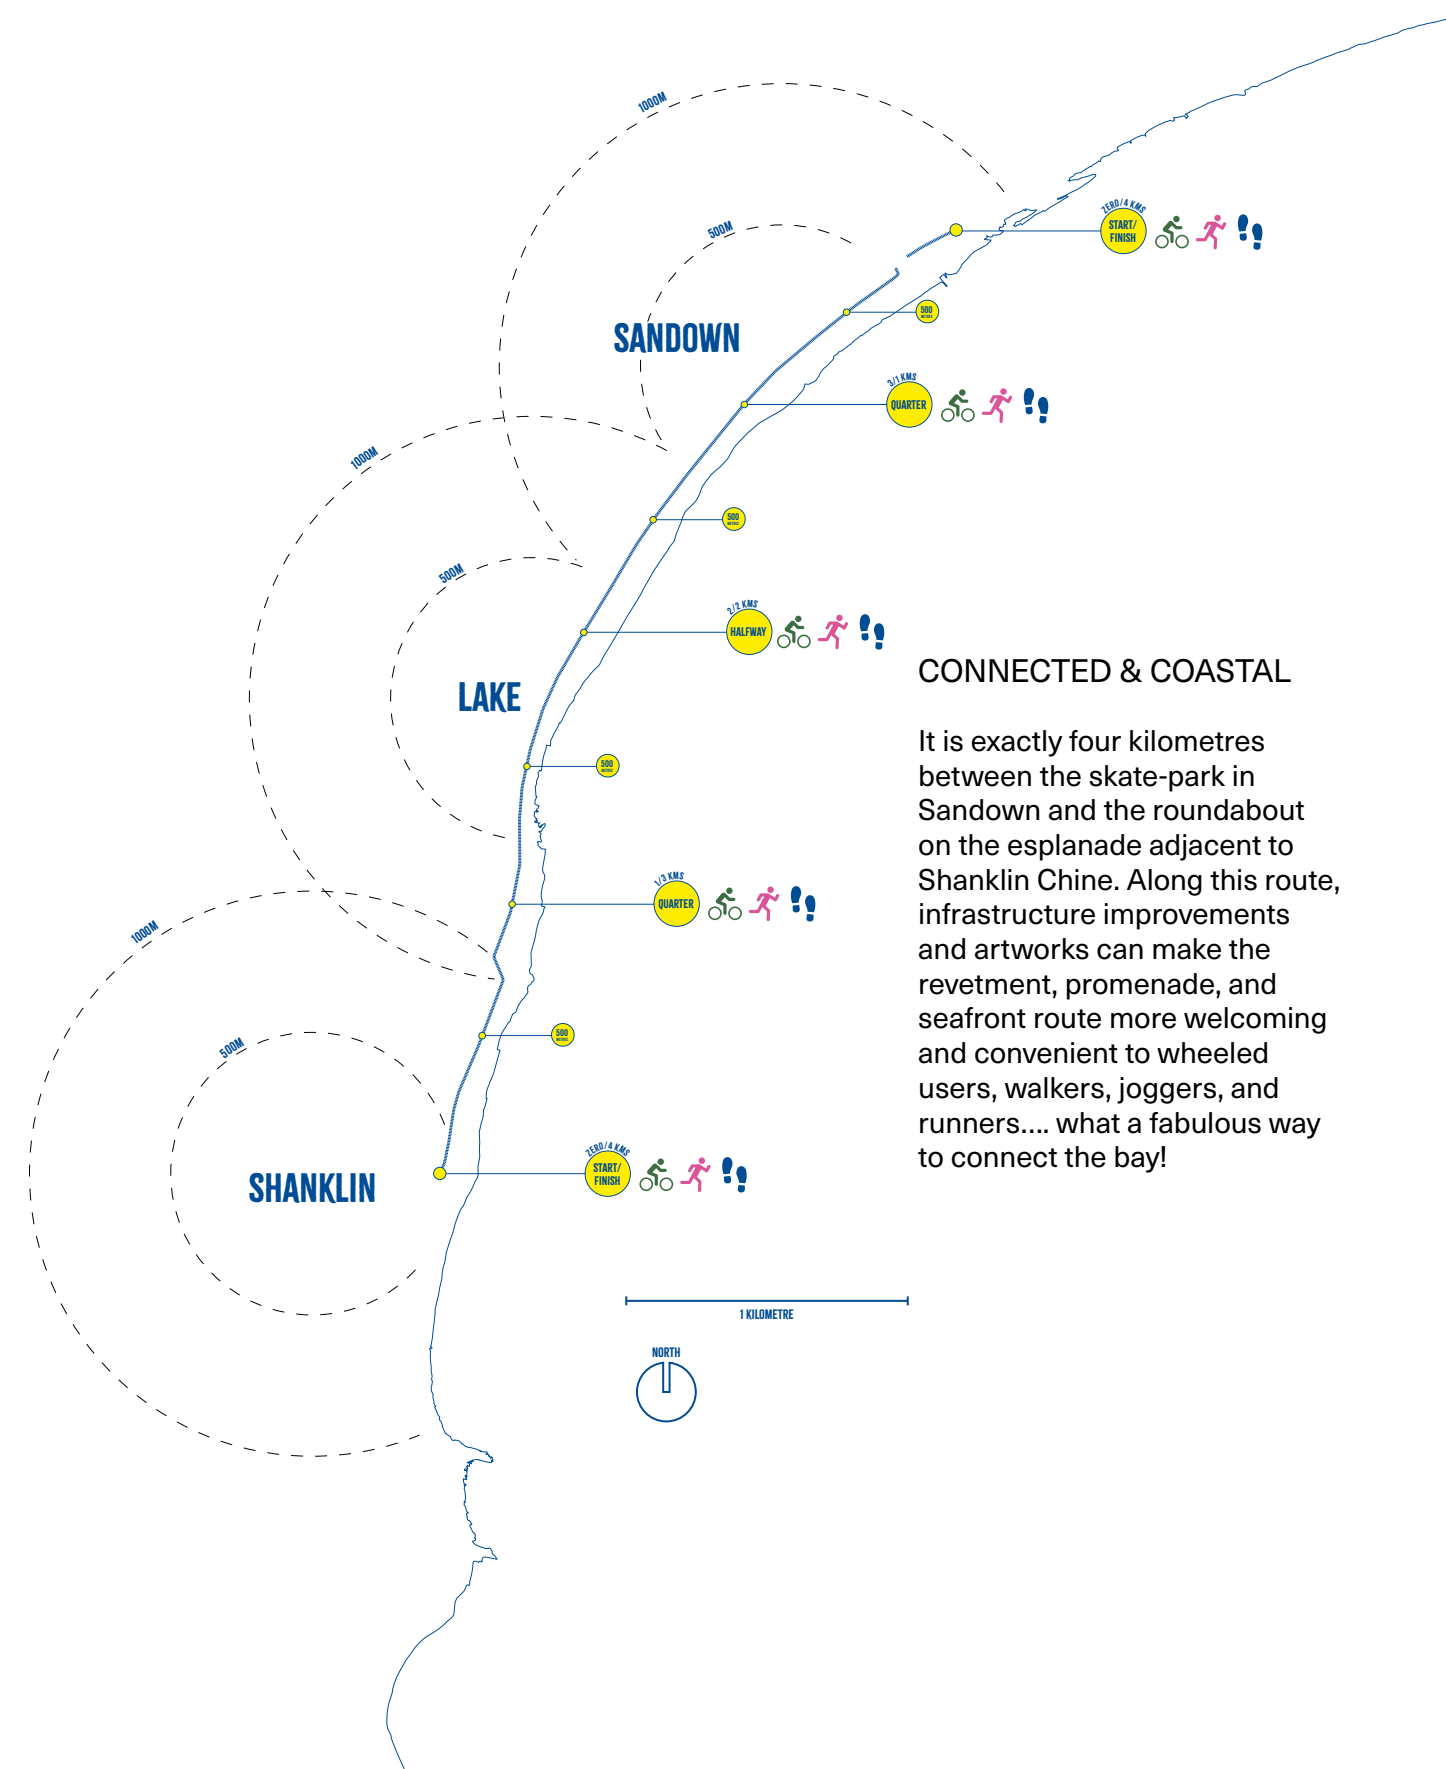 1000M
500M
ZERO/4 KMS
START/
FINISH
500
METRES
SANDOWN
3/1 KMS
QUARTER
1000M
500
METRES
500M
2/2 KMS
HALFWAY
CONNECTED & COASTAL
LAKE
It is exactly four kilometres
between the skate-park in
Sandown and the roundabout
on the esplanade adjacent to
Shanklin Chine. Along this route,
infrastructure improvements
and artworks can make the
revetment, promenade, and
seafront route more welcoming
and convenient to wheeled
users, walkers, joggers, and
runners.... what a fabulous way
to connect the bay!
500
METRES
1/3 KMS
QUARTER
1000M
500
METRES
500M
ZERO/4 KMS
START/
FINISH
SHANKLIN
1 KILOMETRE
NORTH